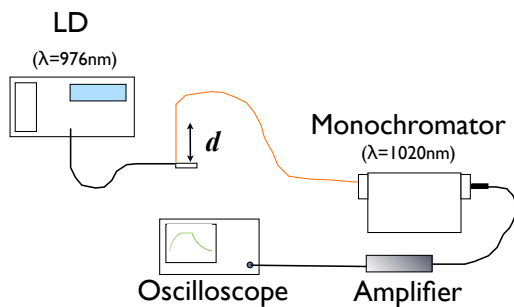 LD
(λ=976nm)
d
Monochromator
(λ=1020nm)
Oscilloscope
Amplifier